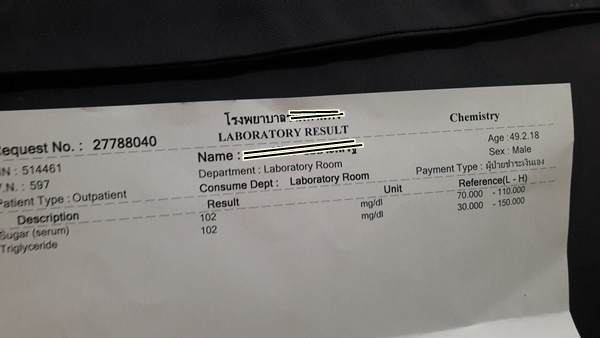 โรงพยาบาล
LABORATORY RESULT
Chemistry
equest No. : 27788040
Name :
Age :49.2.18
N : 514461
Department : Laboratory Room
Sex : Male
.N. : 597
Consume Dept : Laboratory Room
Payment Type : ผู้ป่วยชำระเงินเอง
Patient Type : Outpatient
Description Result Unit Reference(L - H)
Sugar (serum) 102 mg/dl 70.000 - 110.000
Triglyceride 102 mg/dl 30.000 - 150.000